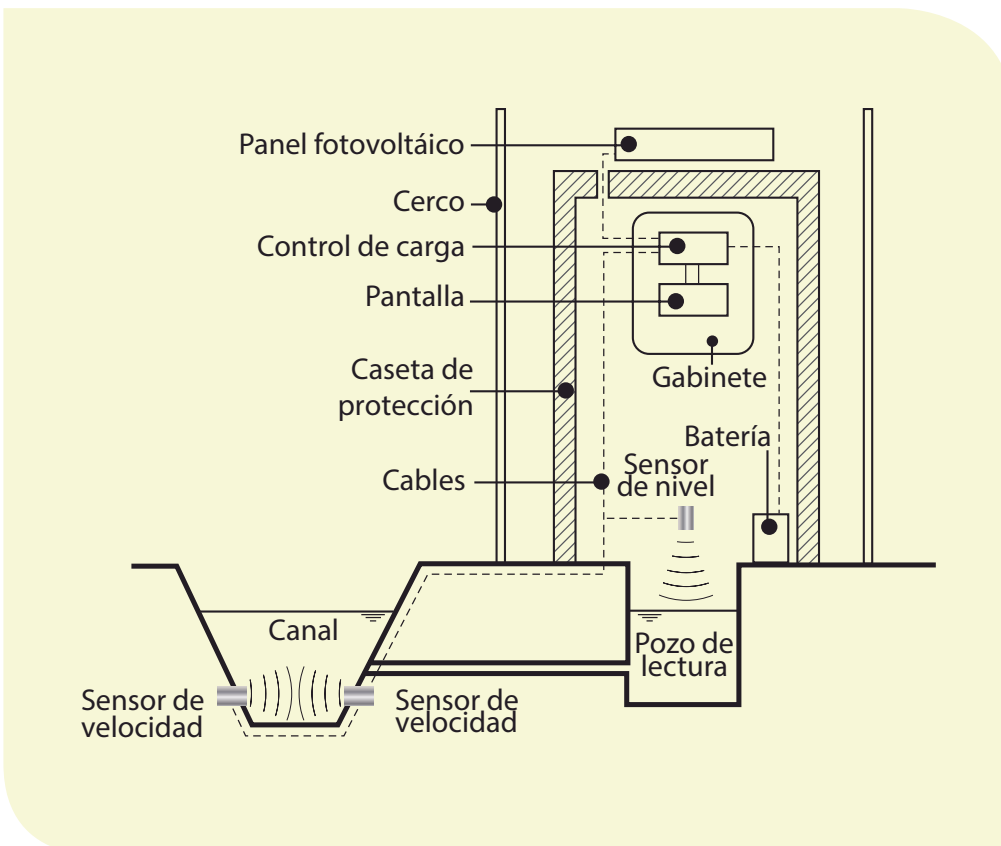 Panel fotovoltáico
Cerco
Control de carga
Pantalla
Gabinete
Caseta de
protección
Batería
Sensor
de nivel
Cables
Canal
Pozo de
lectura
Sensor de
velocidad
Sensor de
velocidad